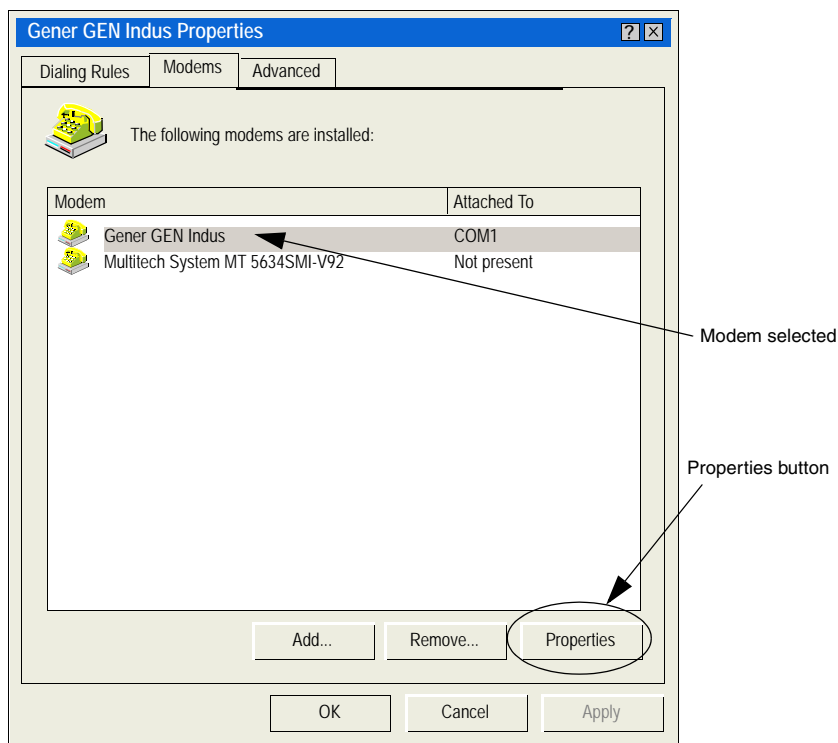 Gener GEN Indus Properties
? X
Dialing Rules Modems Advanced
The following modems are installed:
Modem Attached To
Gener GEN Indus COM1
Multitech System MT 5634SMI-V92 Not present
Modem selected
Properties button
Add... Remove... Properties
OK Cancel Apply